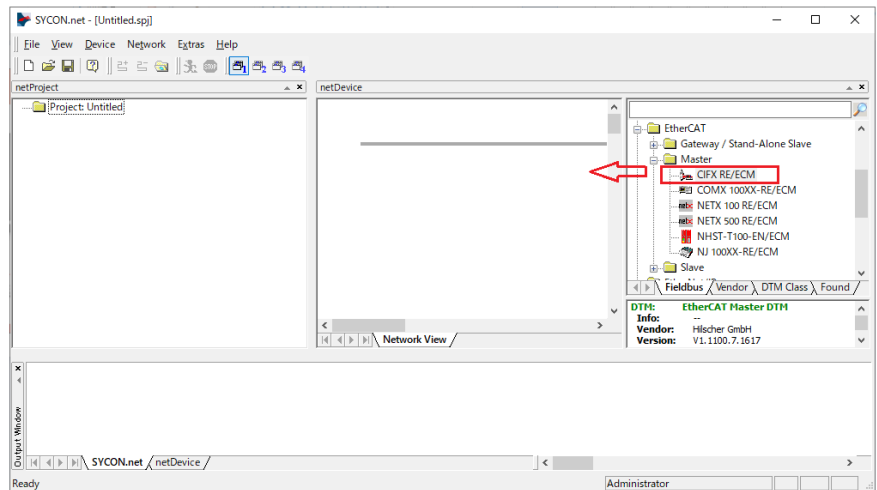 SYCON.net - [Untitled.spj]
File View Device Network Extras Help
netProject
netDevice
Project: Untitled
EtherCAT
Gateway / Stand-Alone Slave
Master
CIFX RE/ECM
COMX 100XX-RE/ECM
NETX 100 RE/ECM
NETX 500 RE/ECM
NHST-T100-EN/ECM
NJ 100XX-RE/ECM
Slave
Fieldbus Vendor DTM Class Found
DTM: EtherCAT Master DTM
Info: --
Vendor: Hilscher GmbH
Version: V1.1100.7.1617
Network View
Output Window
SYCON.net netDevice
Ready
Administrator